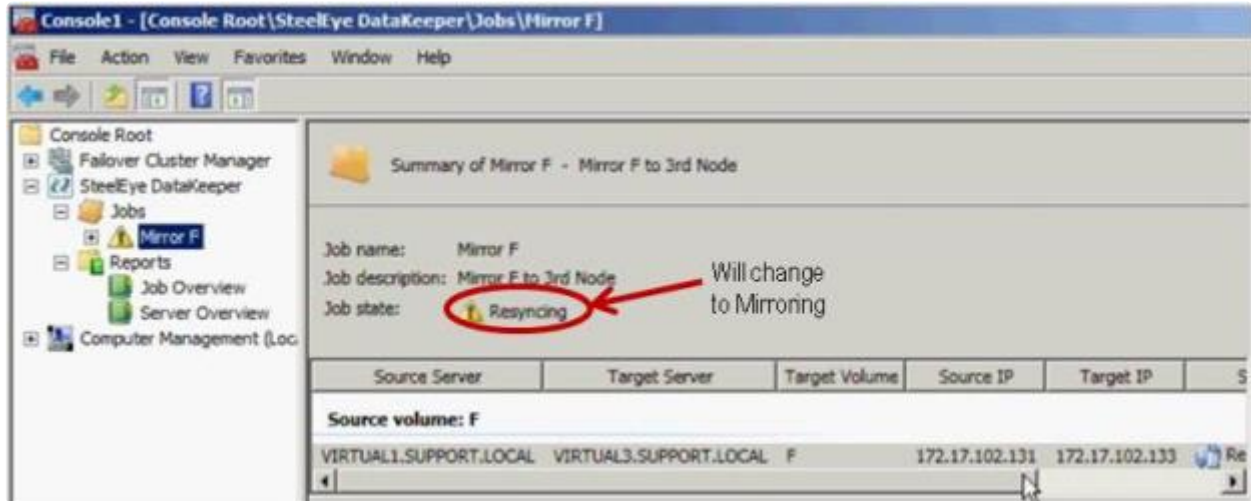 Console1 - [Console Root\SteelEye DataKeeper\Jobs\Mirror F]
File Action View Favorites Window Help
Console Root
Failover Cluster Manager
SteelEye DataKeeper
Jobs
Mirror F
Reports
Job Overview
Server Overview
Computer Management (Loc
Summary of Mirror F - Mirror F to 3rd Node
Job name: Mirror F
Job description: Mirror F to 3rd Node
Job state: Resyncing
Will change
to Mirroring
Source Server Target Server Target Volume Source IP Target IP S
Source volume: F
VIRTUAL1.SUPPORT.LOCAL VIRTUAL3.SUPPORT.LOCAL F 172.17.102.131 172.17.102.133 Re